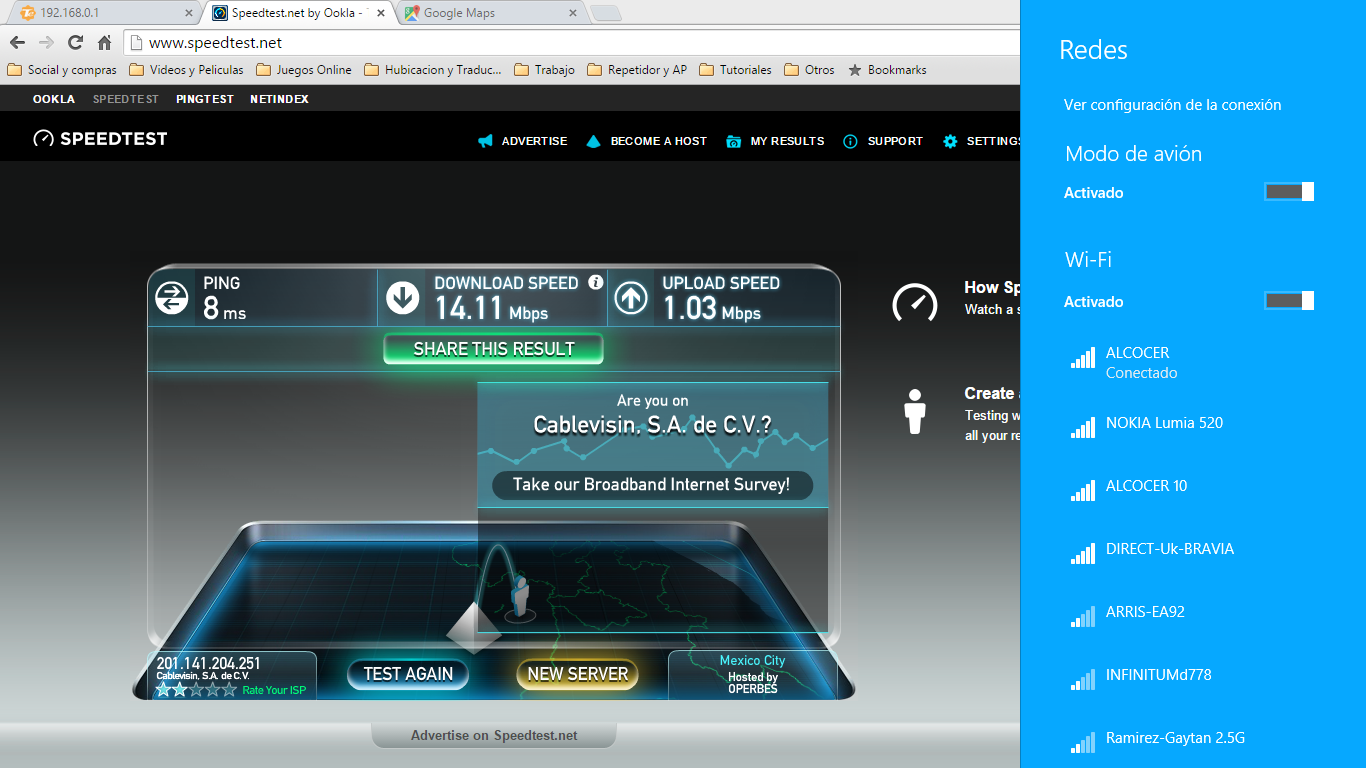 192.168.0.1
Speedtest.net by Ookla -
Google Maps
www.speedtest.net
Social y compras
Videos y Peliculas
Juegos Online
Hubicacion y Traduc...
Trabajo
Repetidor y AP
Tutoriales
Otros
Bookmarks
OOKLA
SPEEDTEST
PINGTEST
NETINDEX
SPEEDTEST
ADVERTISE
BECOME A HOST
MY RESULTS
SUPPORT
SETTINGS
PING
8 ms
DOWNLOAD SPEED
14.11 Mbps
UPLOAD SPEED
1.03 Mbps
SHARE THIS RESULT
Are you on
Cablevisin, S.A. de C.V.?
Take our Broadband Internet Survey!
How Sp
Watch a s
Create a
Testing w
all your re
201.141.204.251
Cablevisin, S.A. de C.V.
Rate Your ISP
TEST AGAIN
NEW SERVER
Mexico City
Hosted by
OPERBES
Advertise on Speedtest.net
Redes
Ver configuración de la conexión
Modo de avión
Activado
Wi-Fi
Activado
ALCOCER
Conectado
NOKIA Lumia 520
ALCOCER 10
DIRECT-Uk-BRAVIA
ARRIS-EA92
INFINITUMd778
Ramirez-Gaytan 2.5G